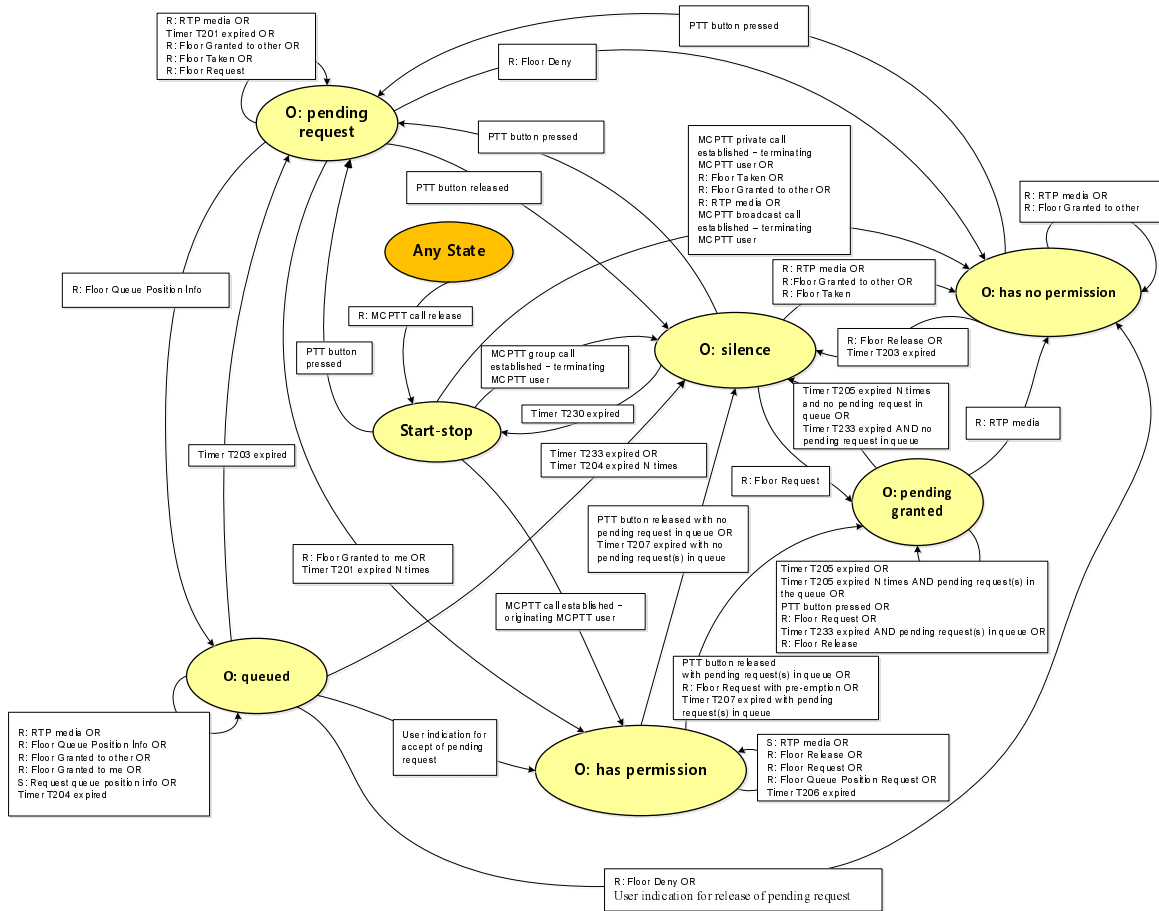 R: RTP media OR
Timer T201 expired OR
R: Floor Granted to other OR
R: Floor Taken OR
R: Floor Request
PTT button pressed
R: Floor Deny
O: pending
request
PTT button pressed
MCPTT private call
established – terminating
MCPTT user OR
R: Floor Taken OR
R: Floor Granted to other OR
R: RTP media OR
MCPTT broadcast call
established – terminating
MCPTT user
PTT button released
R: RTP media OR
R: Floor Granted to other
Any State
R: Floor Queue Position Info
R: RTP media OR
R:Floor Granted to other OR
R: Floor Taken
O: has no permission
R: MCPTT call release
R: Floor Release OR
Timer T203 expired
O: silence
PTT button
pressed
MCPTT group call
established – terminating
MCPTT user
Timer T205 expired N times
and no pending request in
queue OR
Timer T233 expired AND no
pending request in queue
Timer T230 expired
R: RTP media
Start-stop
Timer T203 expired
Timer T233 expired OR
Timer T204 expired N times
R: Floor Request
O: pending
granted
PTT button released with no
pending request in queue OR
Timer T207 expired with no
pending request(s) in queue
R: Floor Granted to me OR
Timer T201 expired N times
Timer T205 expired OR
Timer T205 expired N times AND pending request(s) in
the queue OR
PTT button pressed OR
R: Floor Request OR
Timer T233 expired AND pending request(s) in queue OR
R: Floor Release
MCPTT call established –
originating MCPTT user
O: queued
PTT button released
with pending request(s) in queue OR
R: Floor Request with pre-emption OR
Timer T207 expired with pending
request(s) in queue
R: RTP media OR
R: Floor Queue Position Info OR
R: Floor Granted to other OR
R: Floor Granted to me OR
S: Request queue position info OR
Timer T204 expired
User indication for
accept of pending
request
O: has permission
S: RTP media OR
R: Floor Release OR
R: Floor Request OR
R: Floor Queue Position Request OR
Timer T206 expired
R: Floor Deny OR
User indication for release of pending request